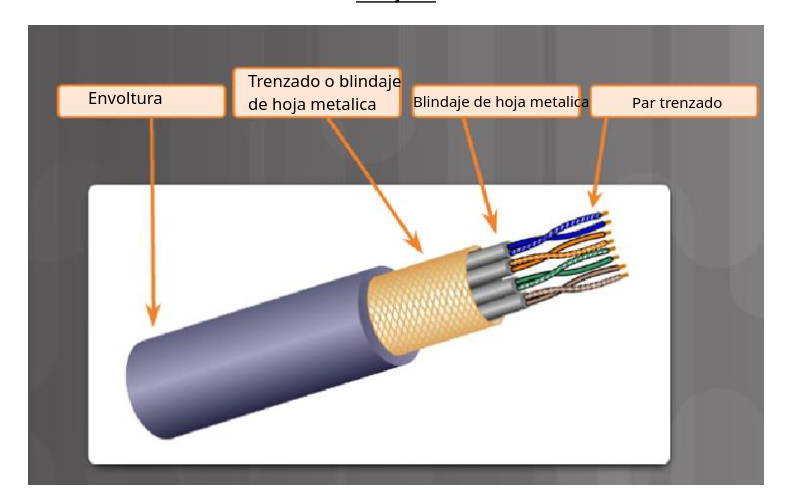 Envoltura
Trenzado o blindaje
de hoja metalica
Blindaje de hoja metalica
Par trenzado